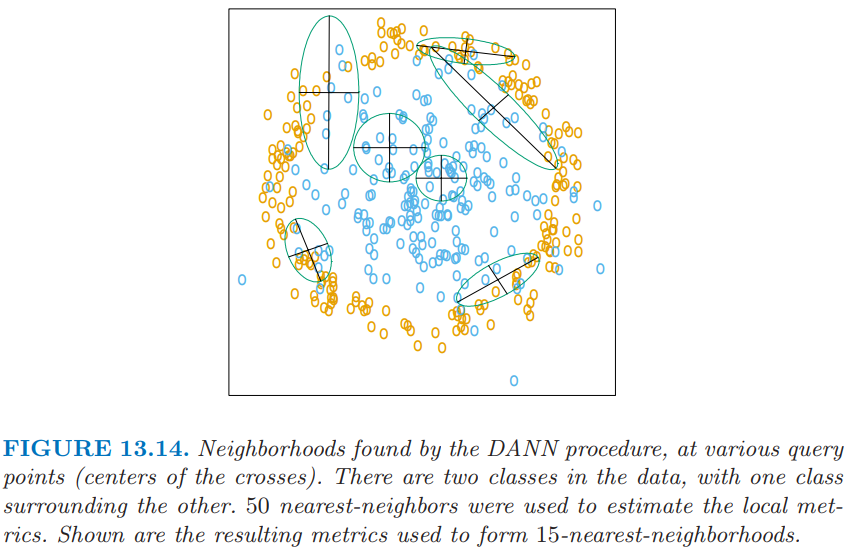 FIGURE 13.14. Neighborhoods found by the DANN procedure, at various query
points (centers of the crosses). There are two classes in the data, with one class
surrounding the other. 50 nearest-neighbors were used to estimate the local met-
rics. Shown are the resulting metrics used to form 15-nearest-neighborhoods.